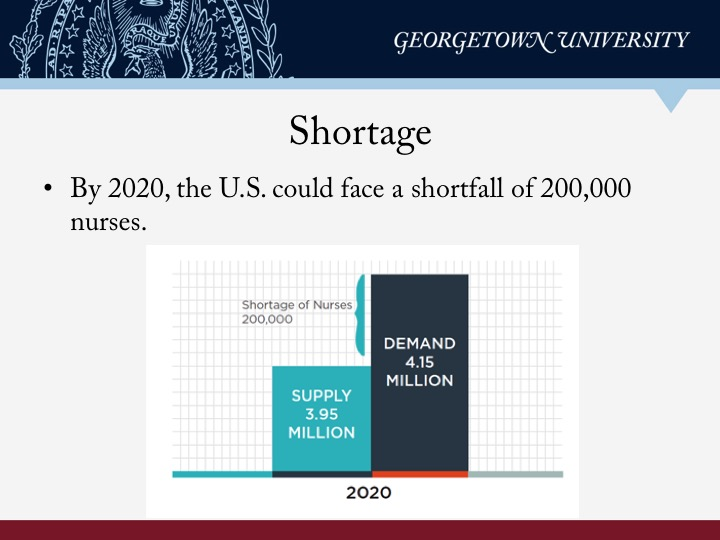 GEORGETOWN UNIVERSITY
Shortage
• By 2020, the U.S. could face a shortfall of 200,000
nurses.
Shortage of Nurses
200,000
DEMAND
4.15
MILLION
SUPPLY
3.95
MILLION
2020